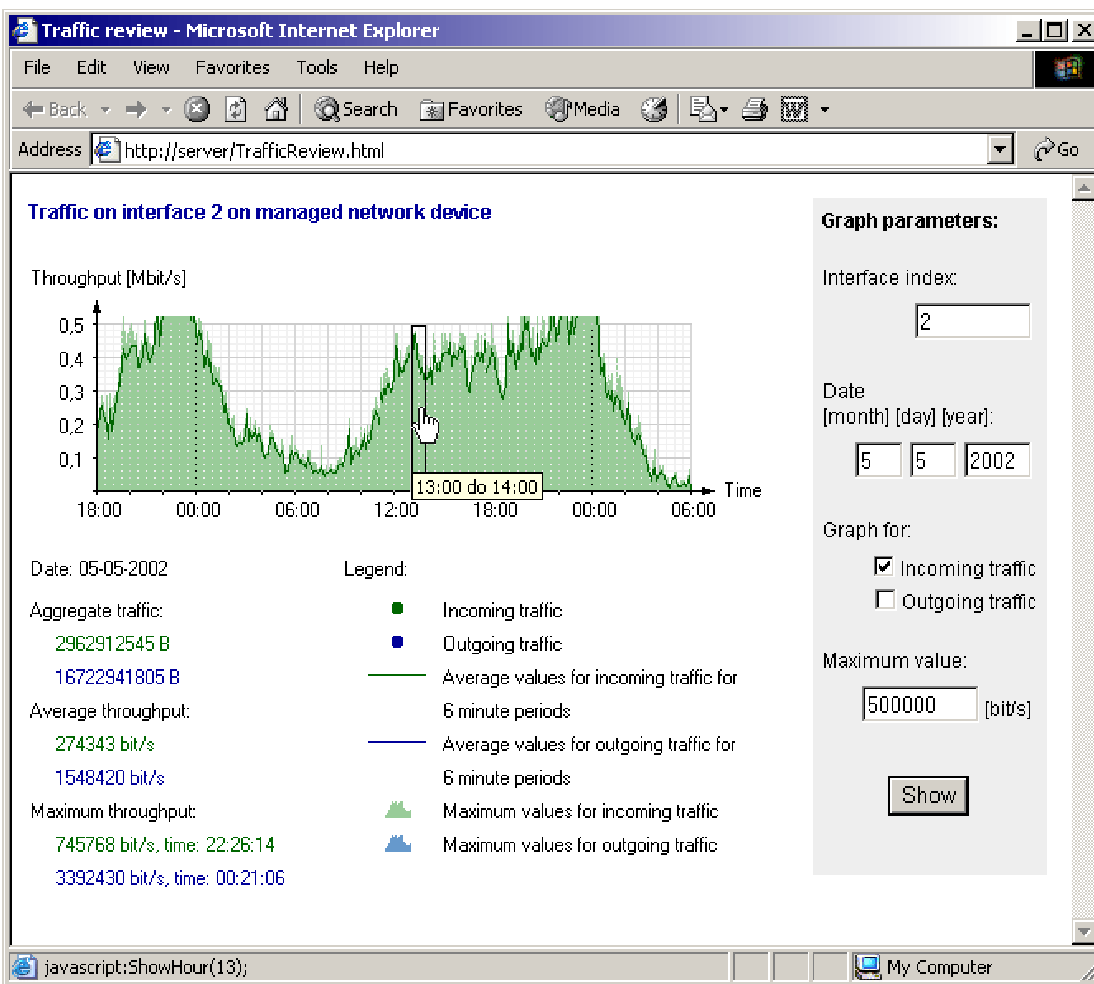 Traffic review - Microsoft Internet Explorer
File Edit View Favorites Tools Help
Back Search Favorites Media
Address http://server/TrafficReview.html Go
Traffic on interface 2 on managed network device
Throughput [Mbit/s]
0,5
0,4
0,3
0,2
0,1
13:00 do 14:00
Time
18:00 00:00 06:00 12:00 18:00 00:00 06:00
Date: 05-05-2002
Aggregate traffic:
2962912545 B
16722941805 B
Average throughput:
274343 bit/s
1548420 bit/s
Maximum throughput:
745768 bit/s, time: 22:26:14
3392430 bit/s, time: 00:21:06
Legend:
Incoming traffic
Outgoing traffic
Average values for incoming traffic for
6 minute periods
Average values for outgoing traffic for
6 minute periods
Maximum values for incoming traffic
Maximum values for outgoing traffic
Graph parameters:
Interface index:
2
Date
[month] [day] [year]:
5 5 2002
Graph for:
Incoming traffic
Outgoing traffic
Maximum value:
500000 [bit/s]
Show
javascript:ShowHour(13);
My Computer